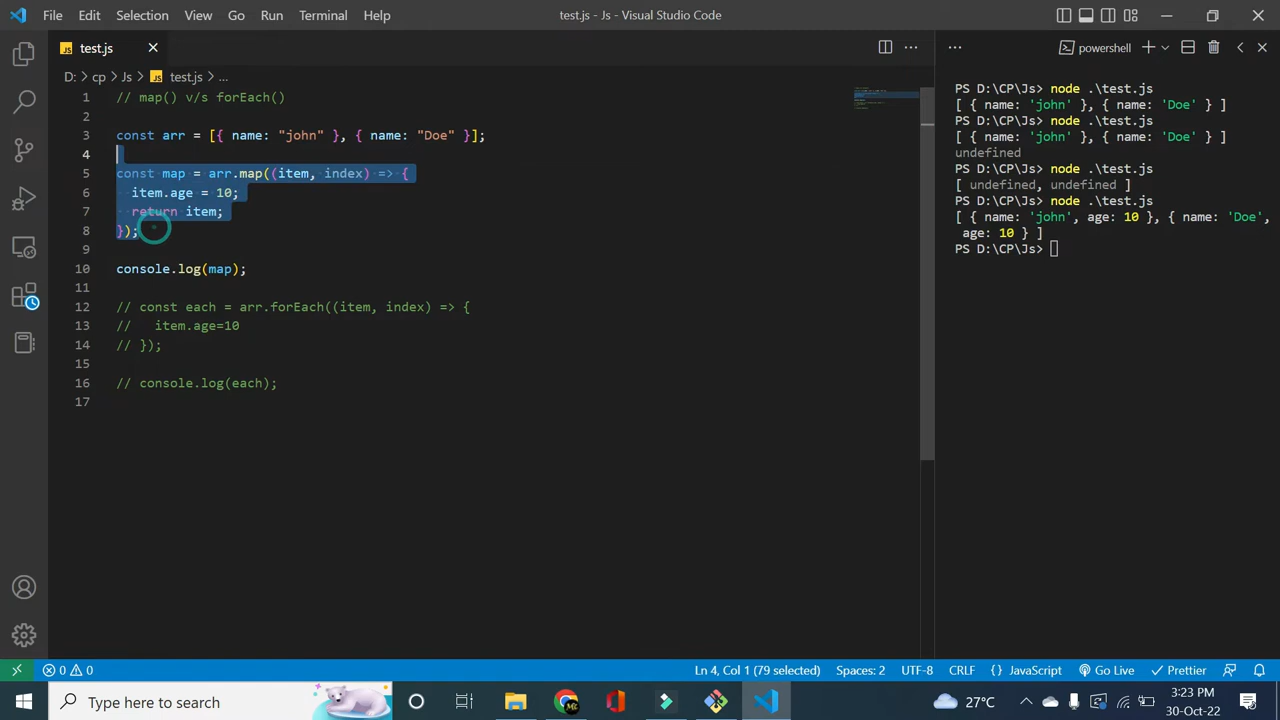 File Edit Selection View Go Run Terminal Help test.js - Js - Visual Studio Code
JS test.js
D: > cp > Js > JS test.js > ...
1 // map() v/s forEach()
2
3 const arr = [{ name: "john" }, { name: "Doe" }];
4
5 const map = arr.map((item, index) => {
6 item.age = 10;
7 return item;
8 });
9
10 console.log(map);
11
12 // const each = arr.forEach((item, index) => {
13 //   item.age=10
14 // });
15
16 // console.log(each);
17
powershell
PS D:\CP\Js> node .\test.js
[ { name: 'john' }, { name: 'Doe' } ]
PS D:\CP\Js> node .\test.js
[ { name: 'john' }, { name: 'Doe' } ]
undefined
PS D:\CP\Js> node .\test.js
[ undefined, undefined ]
PS D:\CP\Js> node .\test.js
[ { name: 'john', age: 10 }, { name: 'Doe',
age: 10 } ]
PS D:\CP\Js>
0 0 Ln 4, Col 1 (79 selected) Spaces: 2 UTF-8 CRLF {} JavaScript Go Live Prettier
Type here to search 27°C 3:23 PM
30-Oct-22